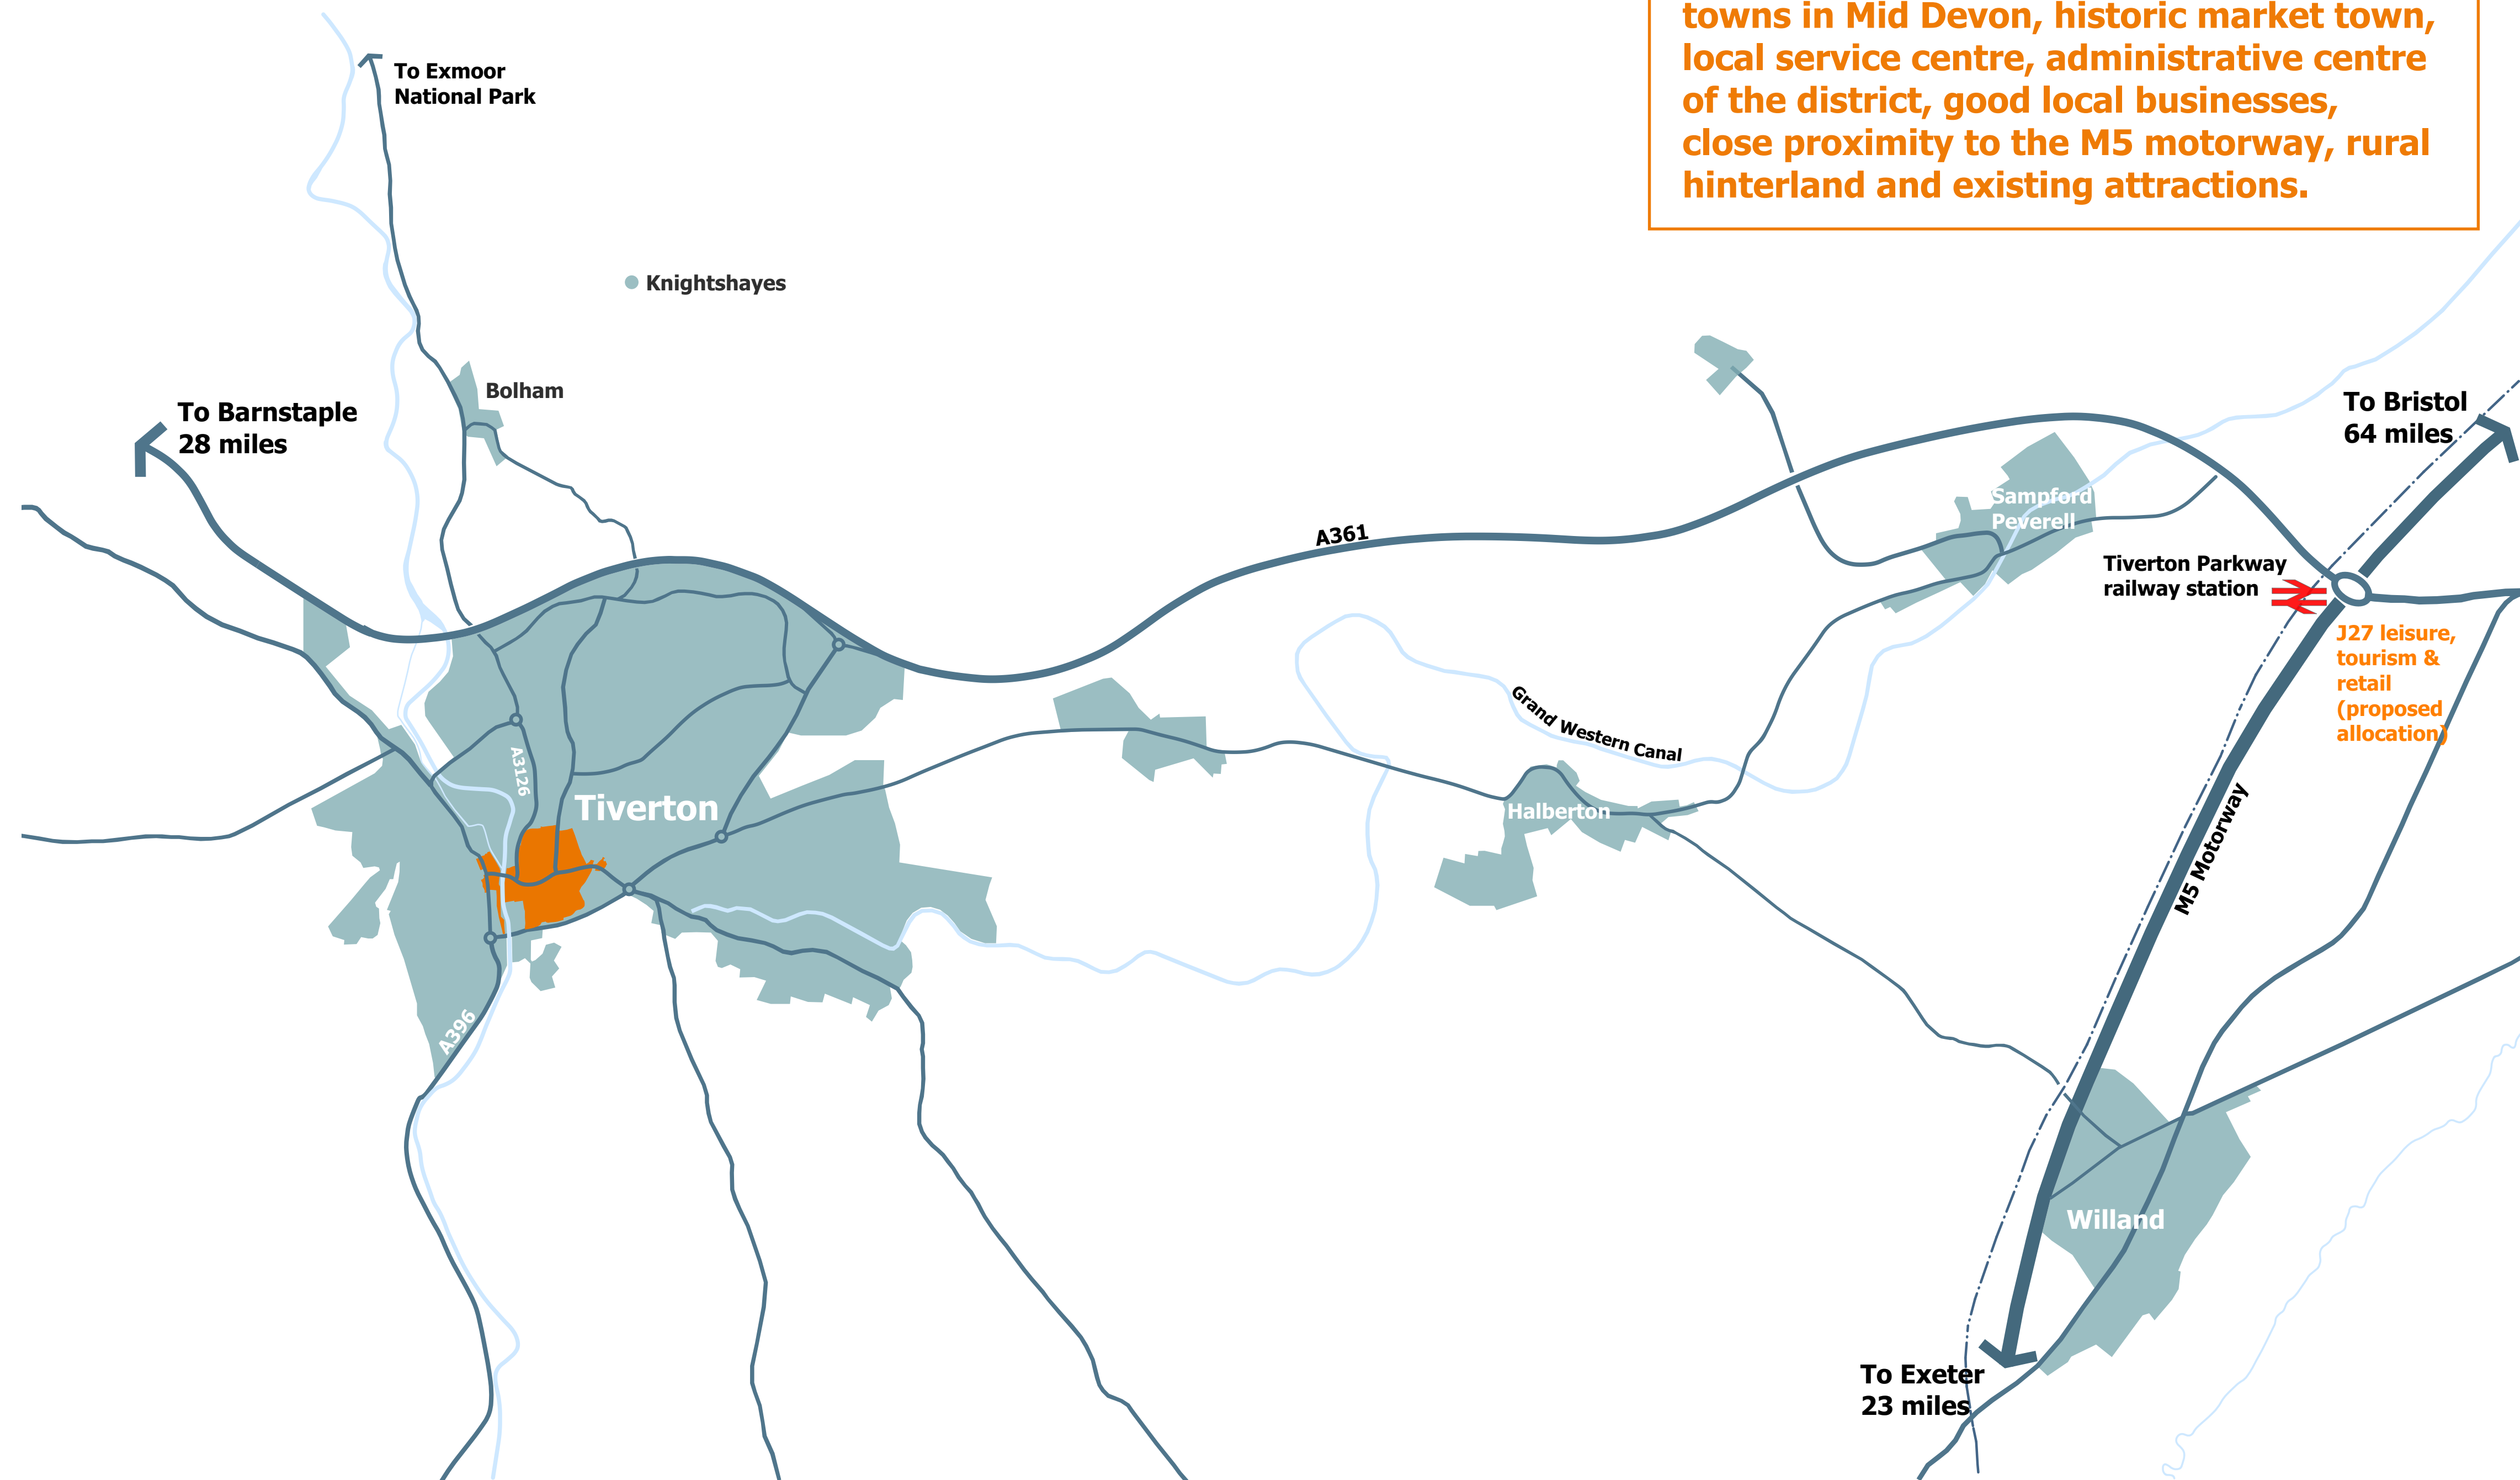 towns in Mid Devon, historic market town,
local service centre, administrative centre
of the district, good local businesses,
close proximity to the M5 motorway, rural
hinterland and existing attractions.
To Exmoor
National Park
Knightshayes
Bolham
To Barnstaple
28 miles
To Bristol
64 miles
A361
Sampford
Peverell
Tiverton Parkway
railway station
J27 leisure,
tourism &
retail
(proposed
allocation)
Grand Western Canal
A3126
Tiverton
Halberton
M5 Motorway
A396
Willand
To Exeter
23 miles